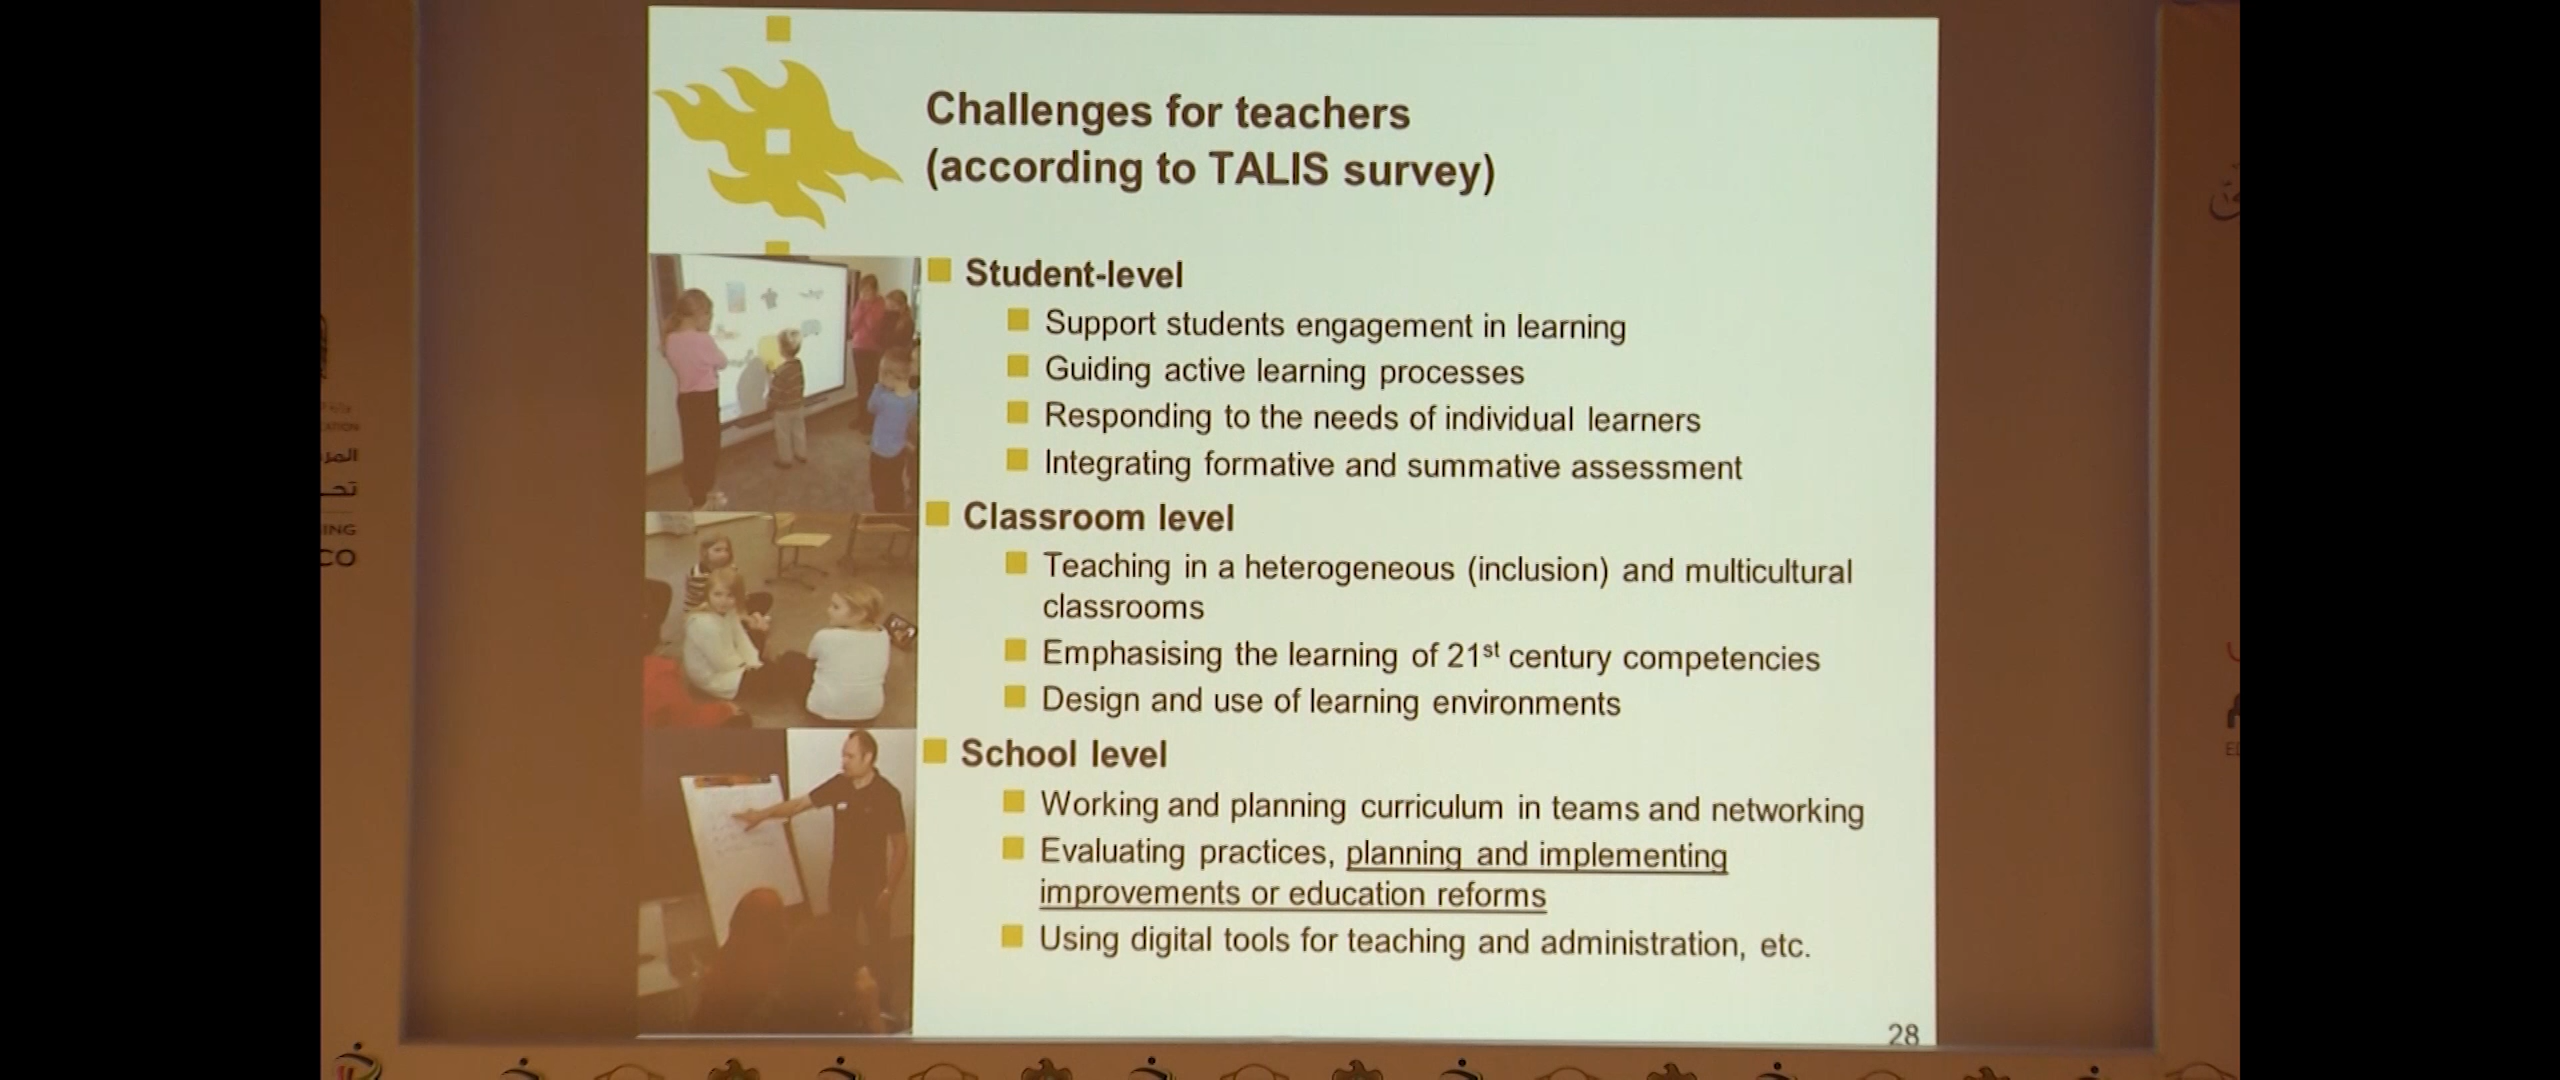 Challenges for teachers
(according to TALIS survey)
Student-level
Support students engagement in learning
Guiding active learning processes
Responding to the needs of individual learners
Integrating formative and summative assessment
Classroom level
Teaching in a heterogeneous (inclusion) and multicultural
classrooms
Emphasising the learning of 21st century competencies
Design and use of learning environments
School level
Working and planning curriculum in teams and networking
Evaluating practices, planning and implementing
improvements or education reforms
Using digital tools for teaching and administration, etc.
28